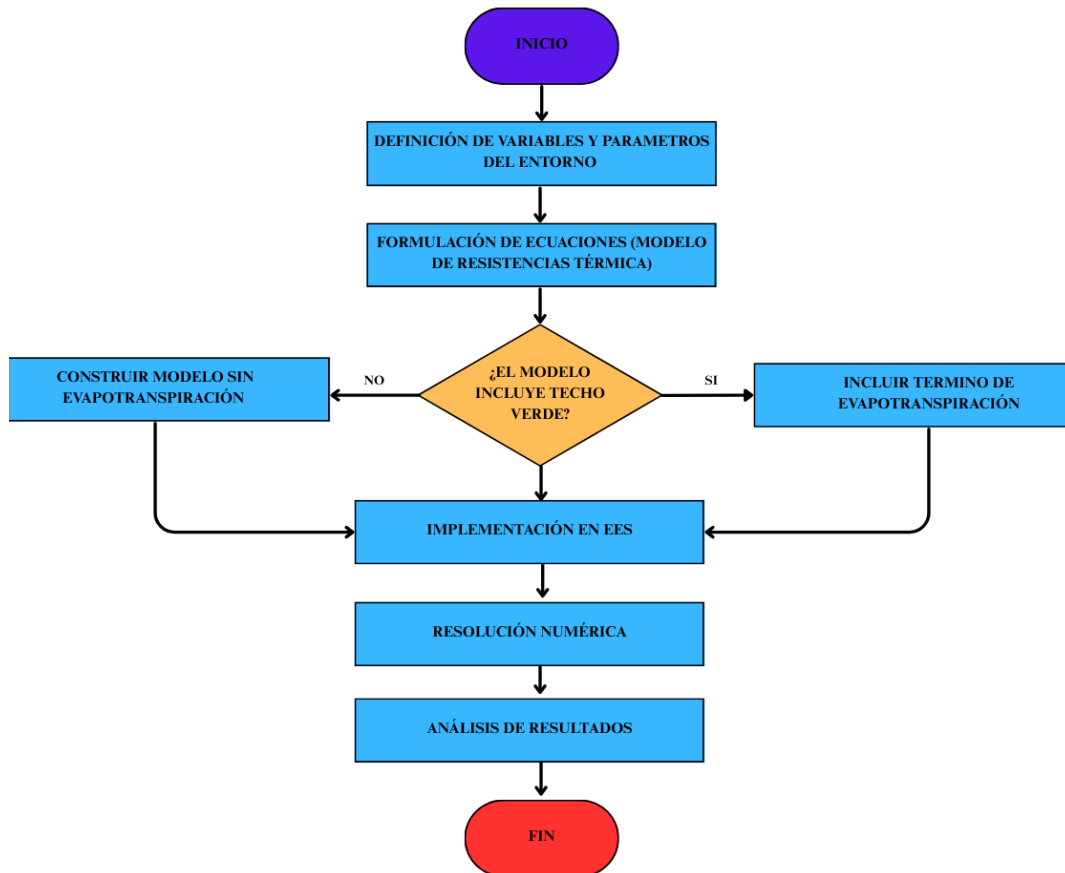 INICIO
DEFINICIÓN DE VARIABLES Y PARAMETROS
DEL ENTORNO
FORMULACIÓN DE ECUACIONES (MODELO
DE RESISTENCIAS TÉRMICA)
¿EL MODELO
INCLUYE TECHO
VERDE?
NO
SI
CONSTRUIR MODELO SIN
EVAPOTRANSPIRACIÓN
INCLUIR TERMINO DE
EVAPOTRANSPIRACIÓN
IMPLEMENTACIÓN EN EES
RESOLUCIÓN NUMÉRICA
ANÁLISIS DE RESULTADOS
FIN